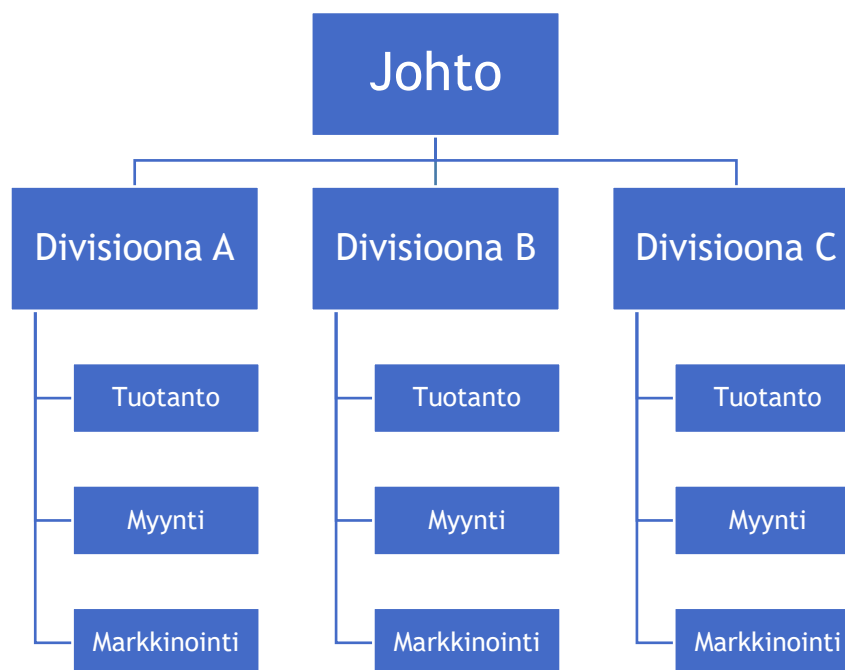 Johto
Divisioona A
Divisioona B
Divisioona C
Tuotanto
Tuotanto
Tuotanto
Myynti
Myynti
Myynti
Markkinointi
Markkinointi
Markkinointi